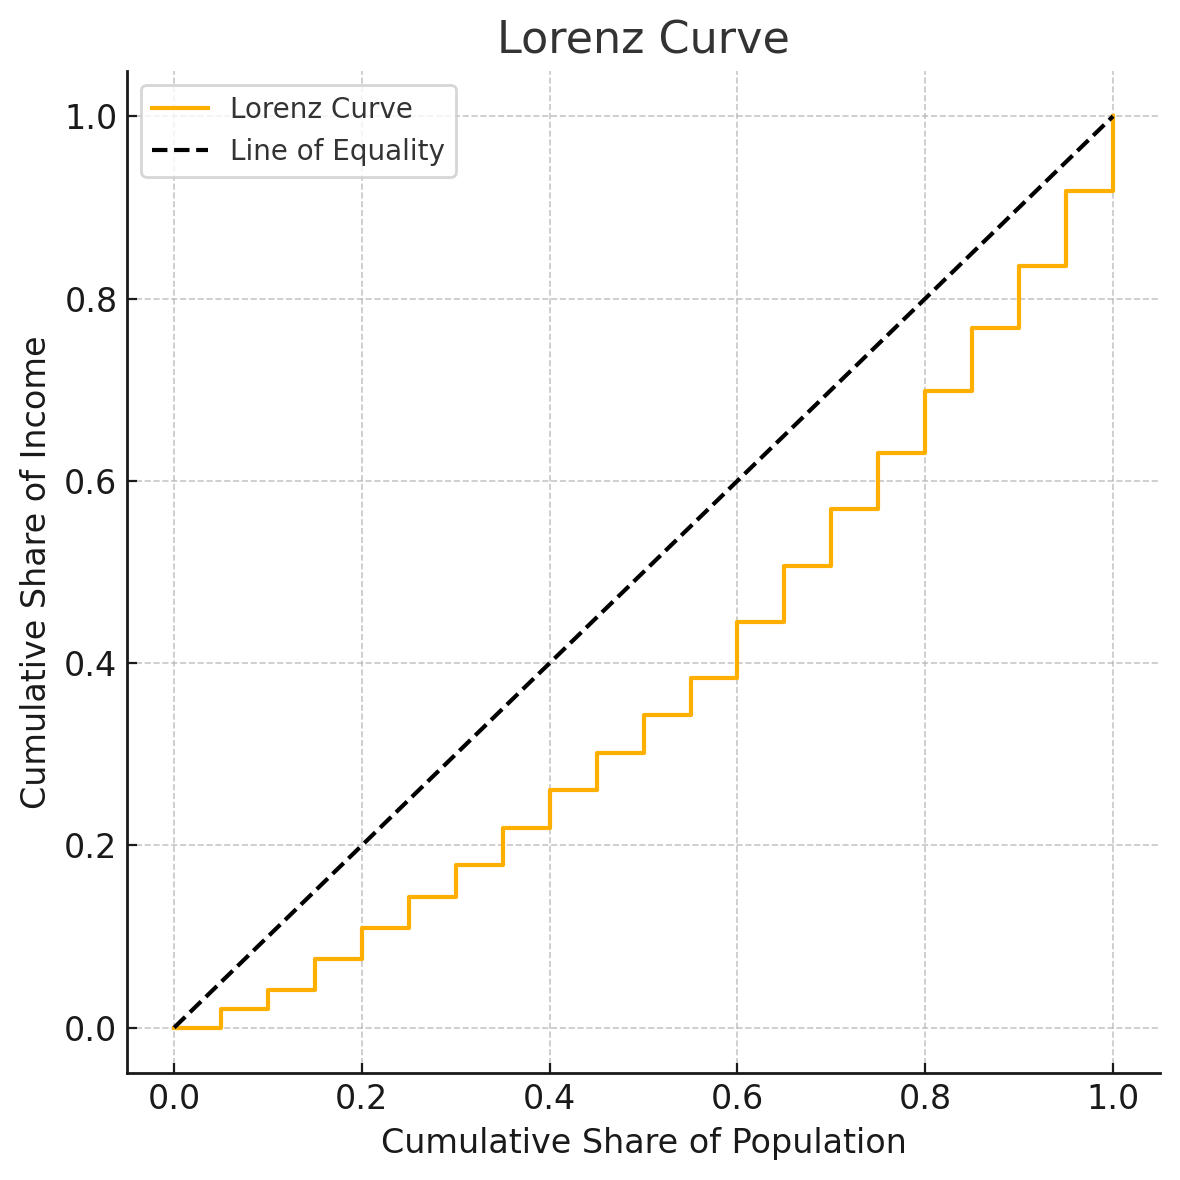 Lorenz Curve
Lorenz Curve
Line of Equality
1.0
0.8
0.6
0.4
0.2
0.0
Cumulative Share of Income
0.0 0.2 0.4 0.6 0.8 1.0
Cumulative Share of Population